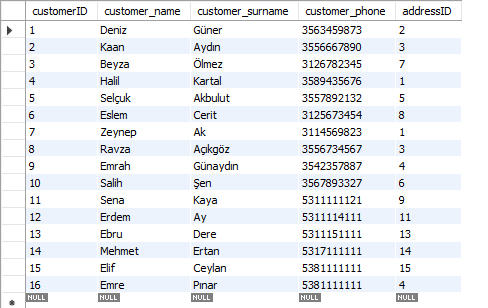 customerID customer_name customer_surname customer_phone addressID
1 Deniz Güner 3563459873 2
2 Kaan Aydın 3556667890 3
3 Beyza Ölmez 3126782345 7
4 Halil Kartal 3589435676 1
5 Selçuk Akbulut 3557892132 5
6 Eslem Cerit 3125673454 8
7 Zeynep Ak 3114569823 1
8 Ravza Açıkgöz 3556734567 3
9 Emrah Günaydın 3542357887 4
10 Salih Şen 3567893327 6
11 Sena Kaya 5311111121 9
12 Erdem Ay 5311114111 11
13 Ebru Dere 5311151111 13
14 Mehmet Ertan 5317111111 14
15 Elif Ceylan 5381111111 15
16 Emre Pınar 5381111111 4
NULL NULL NULL NULL NULL